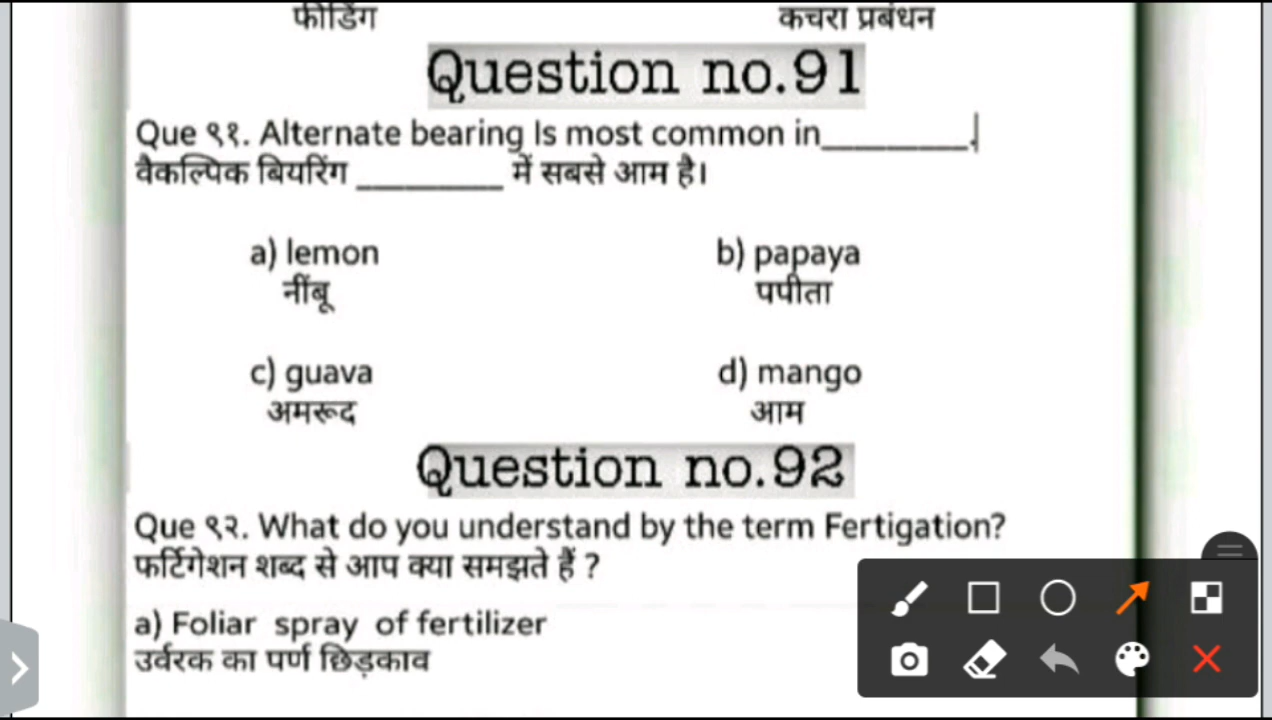 फीडिंग कचरा प्रबंधन
Question no.91
Que ९१. Alternate bearing Is most common in_________.
वैकल्पिक बियरिंग _________ में सबसे आम है।
a) lemon b) papaya
नींबू पपीता
c) guava d) mango
अमरूद आम
Question no.92
Que ९२. What do you understand by the term Fertigation?
फर्टिगेशन शब्द से आप क्या समझते हैं ?
a) Foliar spray of fertilizer
उर्वरक का पर्ण छिड़काव